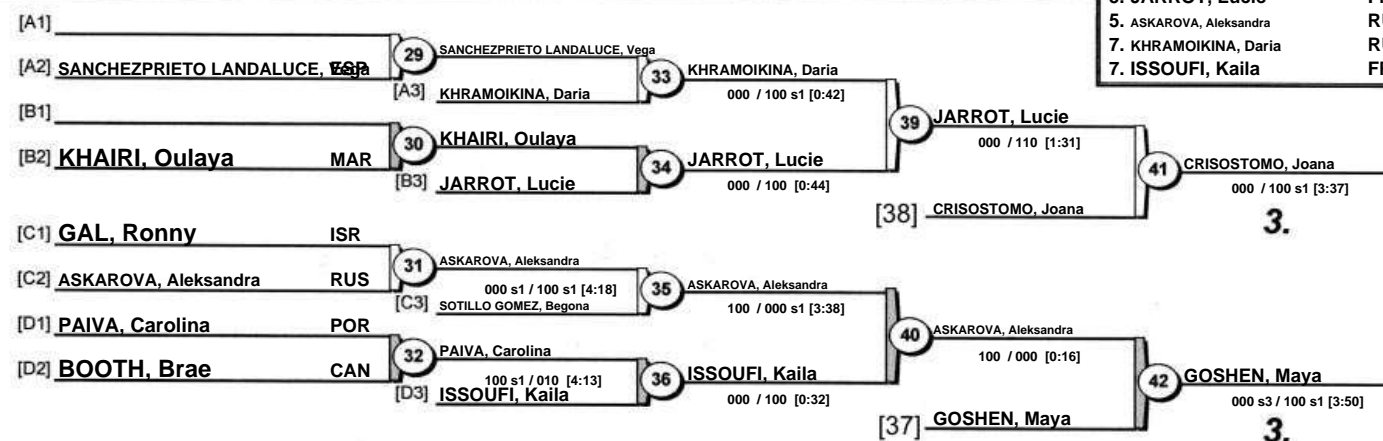 5. ASKAROVA, Aleksandra
7. KHRAMOIKINA, Daria
7. ISSOUFI, Kaila
[A1]
[A2] SANCHEZPRIETO LANDALUCE, Vega ESP
29
SANCHEZPRIETO LANDALUCE, Vega
[A3] KHRAMOIKINA, Daria
33
KHRAMOIKINA, Daria
000 / 100 s1 [0:42]
[B1]
[B2] KHAIRI, Oulaya MAR
30
KHAIRI, Oulaya
[B3] JARROT, Lucie
34
JARROT, Lucie
000 / 100 [0:44]
39
JARROT, Lucie
000 / 110 [1:31]
[38] CRISOSTOMO, Joana
41
CRISOSTOMO, Joana
000 / 100 s1 [3:37]
3.
[C1] GAL, Ronny ISR
[C2] ASKAROVA, Aleksandra RUS
31
ASKAROVA, Aleksandra
000 s1 / 100 s1 [4:18]
[C3] SOTILLO GOMEZ, Begona
35
ASKAROVA, Aleksandra
100 / 000 s1 [3:38]
[D1] PAIVA, Carolina POR
[D2] BOOTH, Brae CAN
32
PAIVA, Carolina
100 s1 / 010 [4:13]
[D3] ISSOUFI, Kaila
36
ISSOUFI, Kaila
000 / 100 [0:32]
40
ASKAROVA, Aleksandra
100 / 000 [0:16]
[37] GOSHEN, Maya
42
GOSHEN, Maya
000 s3 / 100 s1 [3:50]
3.